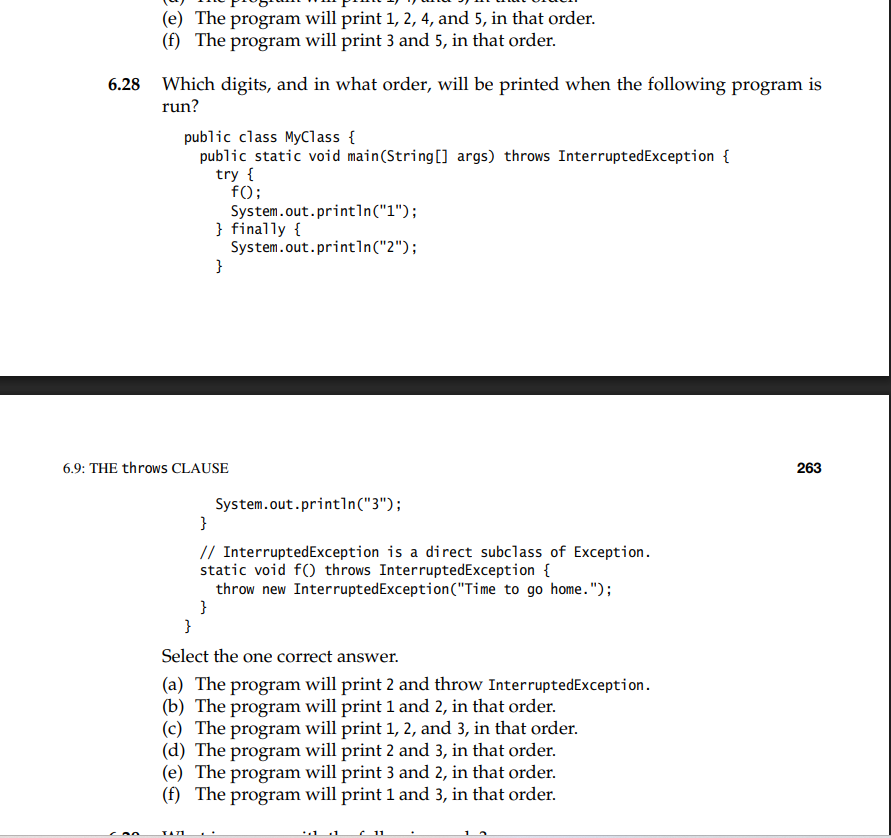 (e) The program will print 1, 2, 4, and 5, in that order.
(f) The program will print 3 and 5, in that order.
6.28 Which digits, and in what order, will be printed when the following program is
run?
public class MyClass {
public static void main(String[] args) throws InterruptedException {
try {
f();
System.out.println("1");
} finally {
System.out.println("2");
}
6.9: THE throws CLAUSE 263
System.out.println("3");
}
// InterruptedException is a direct subclass of Exception.
static void f() throws InterruptedException {
throw new InterruptedException("Time to go home.");
}
}
Select the one correct answer.
(a) The program will print 2 and throw InterruptedException.
(b) The program will print 1 and 2, in that order.
(c) The program will print 1, 2, and 3, in that order.
(d) The program will print 2 and 3, in that order.
(e) The program will print 3 and 2, in that order.
(f) The program will print 1 and 3, in that order.